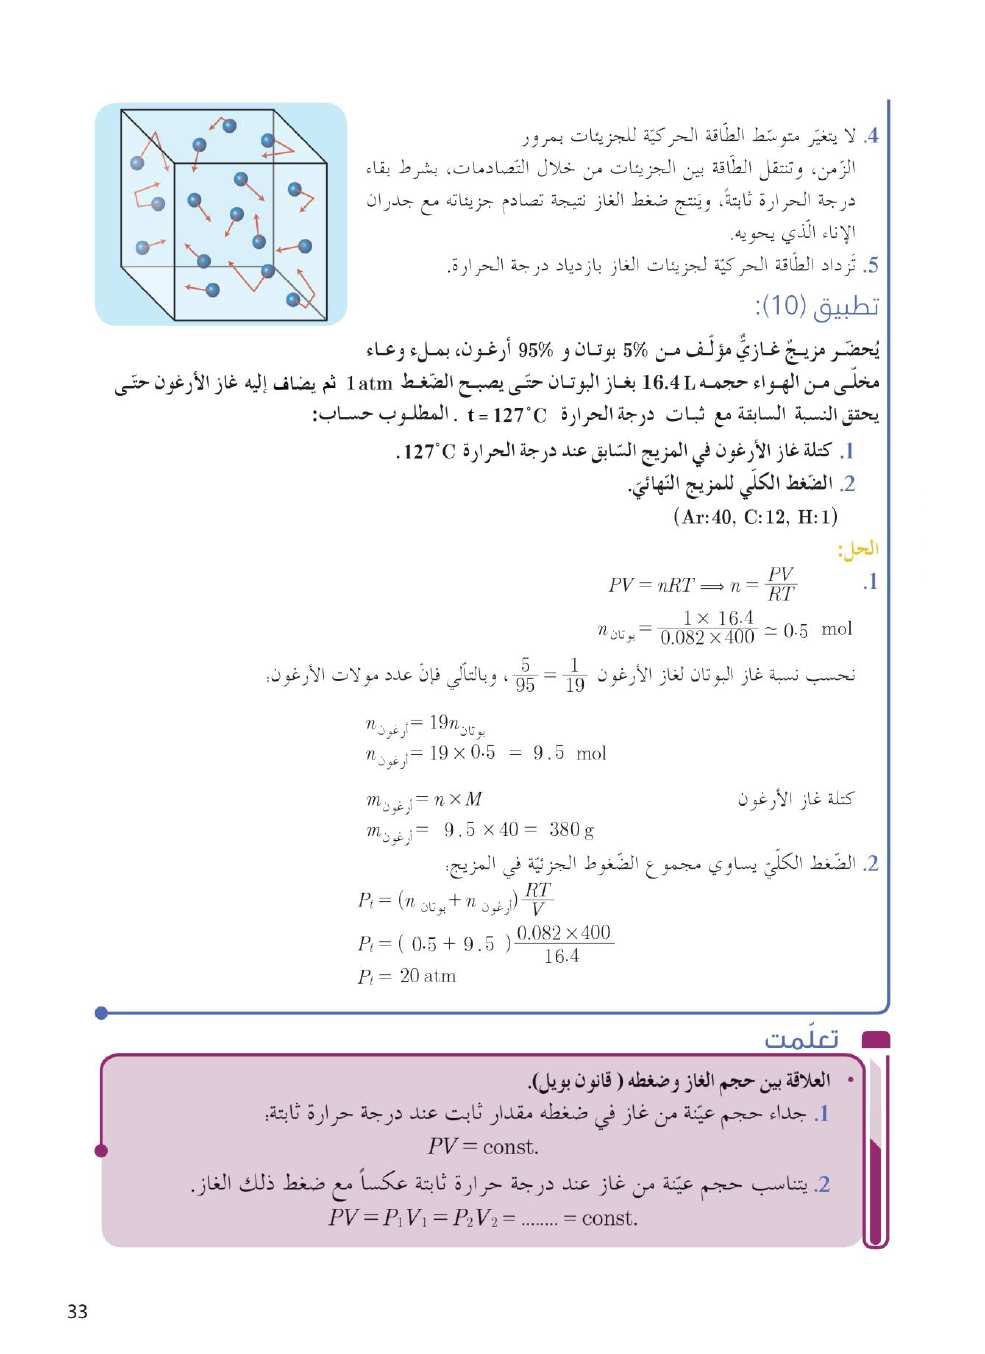 4. لا يتغيّر متوسّط الطّاقة الحركيّة للجزيئات بمرور
الزّمن، وتنتقل الطّاقة بين الجزيئات من خلال التّصادمات، بشرط بقاء
درجة الحرارة ثابتةً، ويَنتج ضغط الغاز نتيجة تصادم جزيئاته مع جدران
الإناء الّذي يحويه.
5. تَزداد الطّاقة الحركيّة لجزيئات الغاز بازدياد درجة الحرارة.
تطبيق (10):
يُحضّر مزيجٌ غازيٌّ مؤلّف من 5% بوتان و 95% أرغون، بملء وعاء
مخلّى من الهواء حجمه 16.4 L بغاز البوتان حتّى يصبح الضّغط 1 atm ثم يضاف إليه غاز الأرغون حتّى
يحقق النسبة السابقة مع ثبات درجة الحرارة t = 127˚C . المطلوب حساب:
1. كتلة غاز الأرغون في المزيج السّابق عند درجة الحرارة 127˚C .
2. الضّغط الكلّي للمزيج النّهائيّ.
(Ar:40, C:12, H:1)
الحل:
1. PV = nRT ⟹ n = PV/RT
n بوتان = 1 × 16.4 / 0.082 × 400 ≃ 0.5 mol
نحسب نسبة غاز البوتان لغاز الأرغون 5/95 = 1/19 ، وبالتاّلي فإنّ عدد مولات الأرغون:
n أرغون = 19n بوتان
n أرغون = 19 × 0.5 = 9.5 mol
كتلة غاز الأرغون m أرغون = n × M
m أرغون = 9.5 × 40 = 380 g
2. الضّغط الكلّيّ يساوي مجموع الضّغوط الجزئيّة في المزيج:
Pt = (n بوتان + n أرغون) RT/V
Pt = ( 0.5 + 9.5 ) 0.082 × 400 / 16.4
Pt = 20 atm
تعلّمت
• العلاقة بين حجم الغاز وضغطه ( قانون بويل).
1. جداء حجم عيّنة من غاز في ضغطه مقدار ثابت عند درجة حرارة ثابتة:
PV = const.
2. يتناسب حجم عيّنة من غاز عند درجة حرارة ثابتة عكساً مع ضغط ذلك الغاز.
PV = P₁V₁ = P₂V₂ = ........ = const.
33